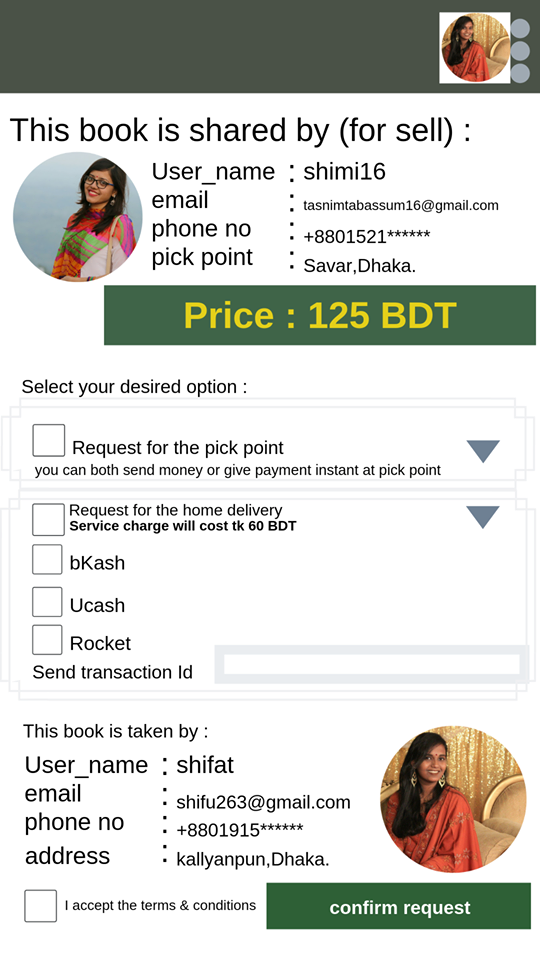 This book is shared by (for sell) :
User_name : shimi16
email : tasnimtabassum16@gmail.com
phone no : +8801521******
pick point : Savar,Dhaka.
Price : 125 BDT
Select your desired option :
Request for the pick point
you can both send money or give payment instant at pick point
Request for the home delivery
Service charge will cost tk 60 BDT
bKash
Ucash
Rocket
Send transaction Id
This book is taken by :
User_name : shifat
email : shifu263@gmail.com
phone no : +8801915******
address : kallyanpun,Dhaka.
I accept the terms & conditions
confirm request